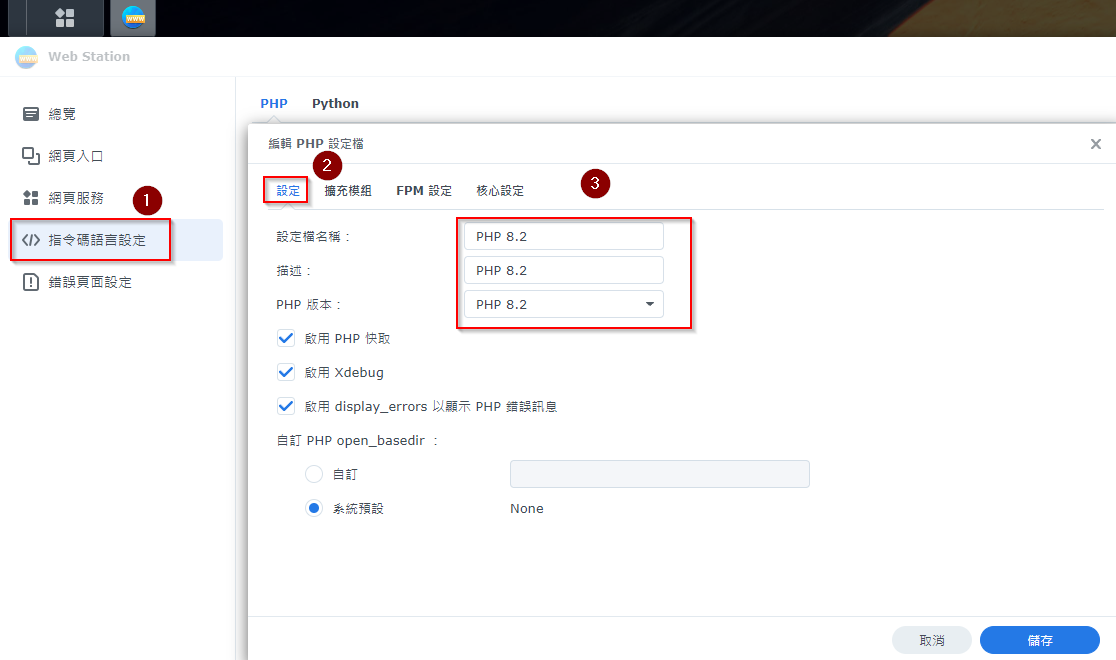 WWW
WWW Web Station
總覽
網頁入口
網頁服務
1
指令碼語言設定
錯誤頁面設定
PHP Python
編輯 PHP 設定檔
2
3
設定 擴充模組 FPM 設定 核心設定
設定檔名稱 : PHP 8.2
描述 : PHP 8.2
PHP 版本 : PHP 8.2
啟用 PHP 快取
啟用 Xdebug
啟用 display_errors 以顯示 PHP 錯誤訊息
自訂 PHP open_basedir :
自訂
系統預設 None
取消 儲存